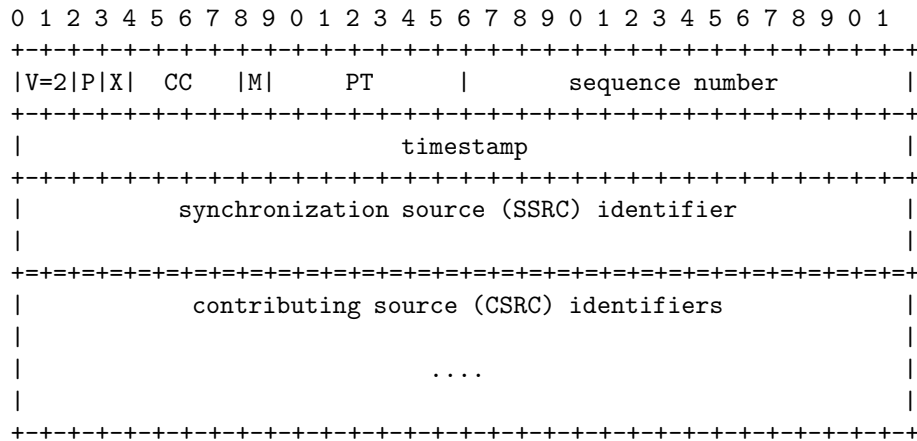 0 1 2 3 4 5 6 7 8 9 0 1 2 3 4 5 6 7 8 9 0 1 2 3 4 5 6 7 8 9 0 1
+-+-+-+-+-+-+-+-+-+-+-+-+-+-+-+-+-+-+-+-+-+-+-+-+-+-+-+-+-+-+-+-+
|V=2|P|X|  CC   |M|     PT      |       sequence number         |
+-+-+-+-+-+-+-+-+-+-+-+-+-+-+-+-+-+-+-+-+-+-+-+-+-+-+-+-+-+-+-+-+
|                           timestamp                           |
+-+-+-+-+-+-+-+-+-+-+-+-+-+-+-+-+-+-+-+-+-+-+-+-+-+-+-+-+-+-+-+-+
|           synchronization source (SSRC) identifier            |
|                                                               |
+=+=+=+=+=+=+=+=+=+=+=+=+=+=+=+=+=+=+=+=+=+=+=+=+=+=+=+=+=+=+=+=+
|            contributing source (CSRC) identifiers             |
|                                                               |
|                             ....                              |
|                                                               |
+-+-+-+-+-+-+-+-+-+-+-+-+-+-+-+-+-+-+-+-+-+-+-+-+-+-+-+-+-+-+-+-+